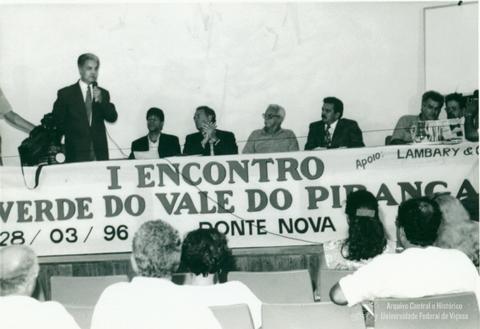 Apoio: LAMBARY & C
I ENCONTRO
VERDE DO VALE DO PIRANGA
28 / 03 / 96 PONTE NOVA
Arquivo Central e Histórico
Universidade Federal de Viçosa